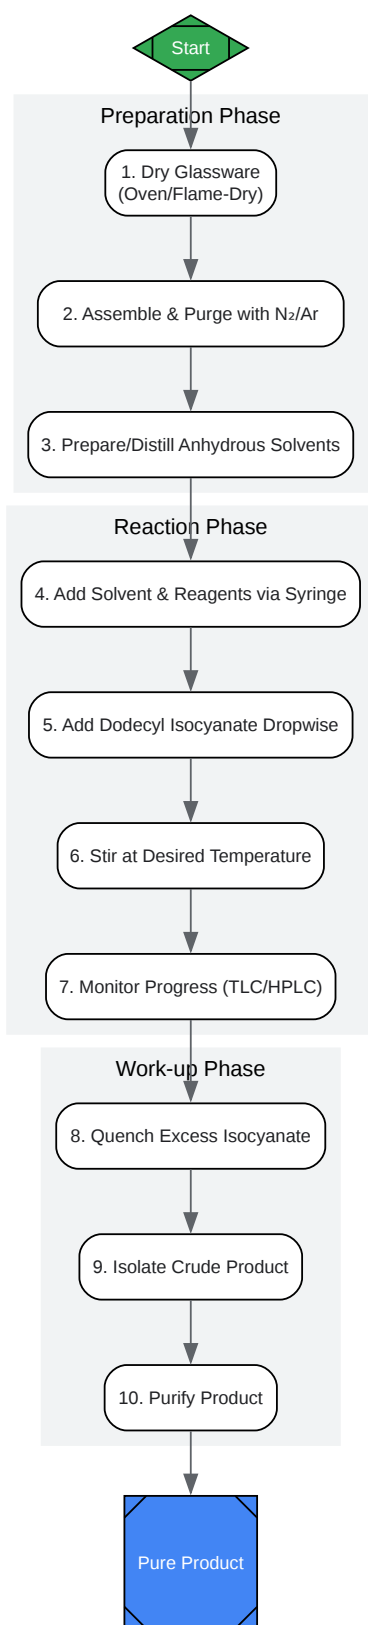 Start
Preparation Phase
1. Dry Glassware
(Oven/Flame-Dry)
2. Assemble & Purge with N₂/Ar
3. Prepare/Distill Anhydrous Solvents
Reaction Phase
4. Add Solvent & Reagents via Syringe
5. Add Dodecyl Isocyanate Dropwise
6. Stir at Desired Temperature
7. Monitor Progress (TLC/HPLC)
Work-up Phase
8. Quench Excess Isocyanate
9. Isolate Crude Product
10. Purify Product
Pure Product